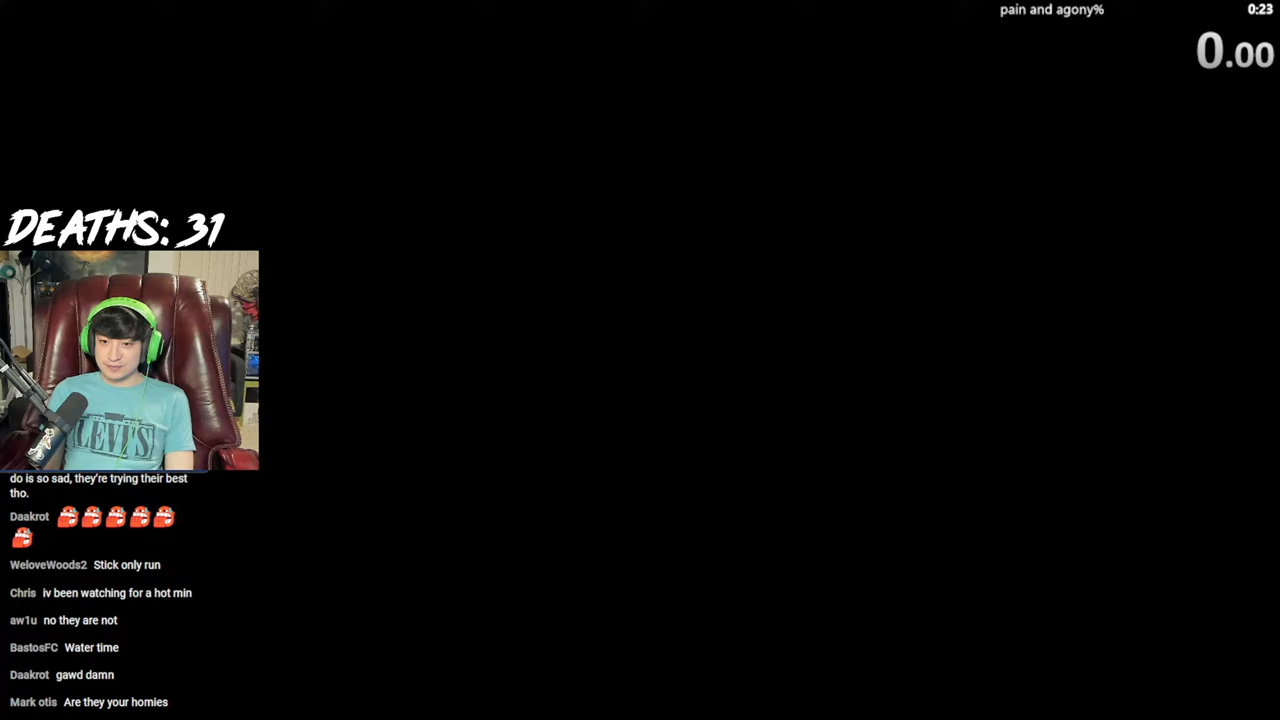 pain and agony% 0:23
0.00
DEATHS: 31
LEVI'S
do is so sad, they're trying their best
tho.
Daakrot
WeloveWoods2 Stick only run
Chris iv been watching for a hot min
aw1u no they are not
BastosFC Water time
Daakrot gawd damn
Mark otis Are they your homies